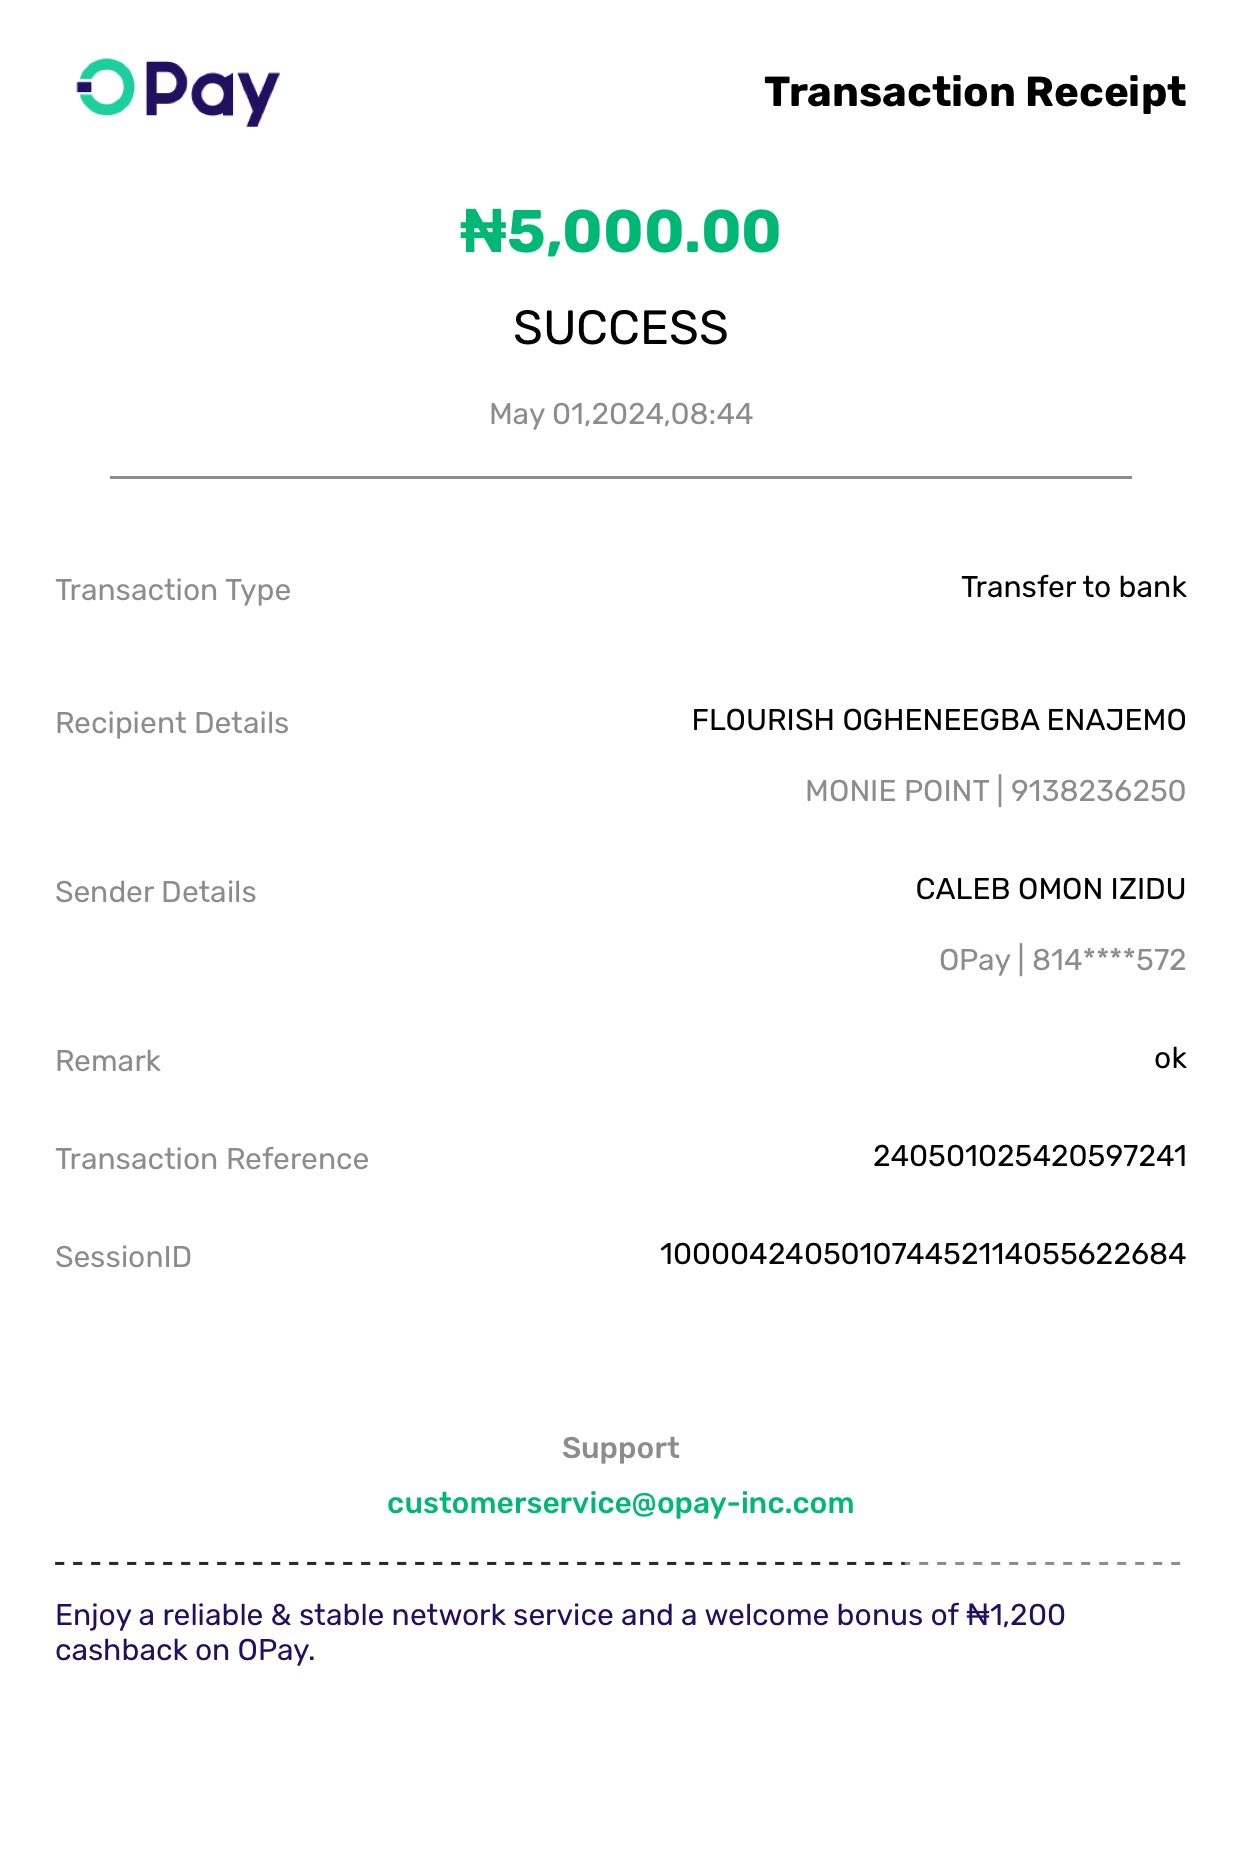 OPay
Transaction Receipt
₦5,000.00
SUCCESS
May 01,2024,08:44
Transaction Type
Transfer to bank
Recipient Details
FLOURISH OGHENEEGBA ENAJEMO
MONIE POINT | 9138236250
Sender Details
CALEB OMON IZIDU
OPay | 814****572
Remark
ok
Transaction Reference
240501025420597241
SessionID
100004240501074452114055622684
Support
customerservice@opay-inc.com
Enjoy a reliable & stable network service and a welcome bonus of ₦1,200
cashback on OPay.